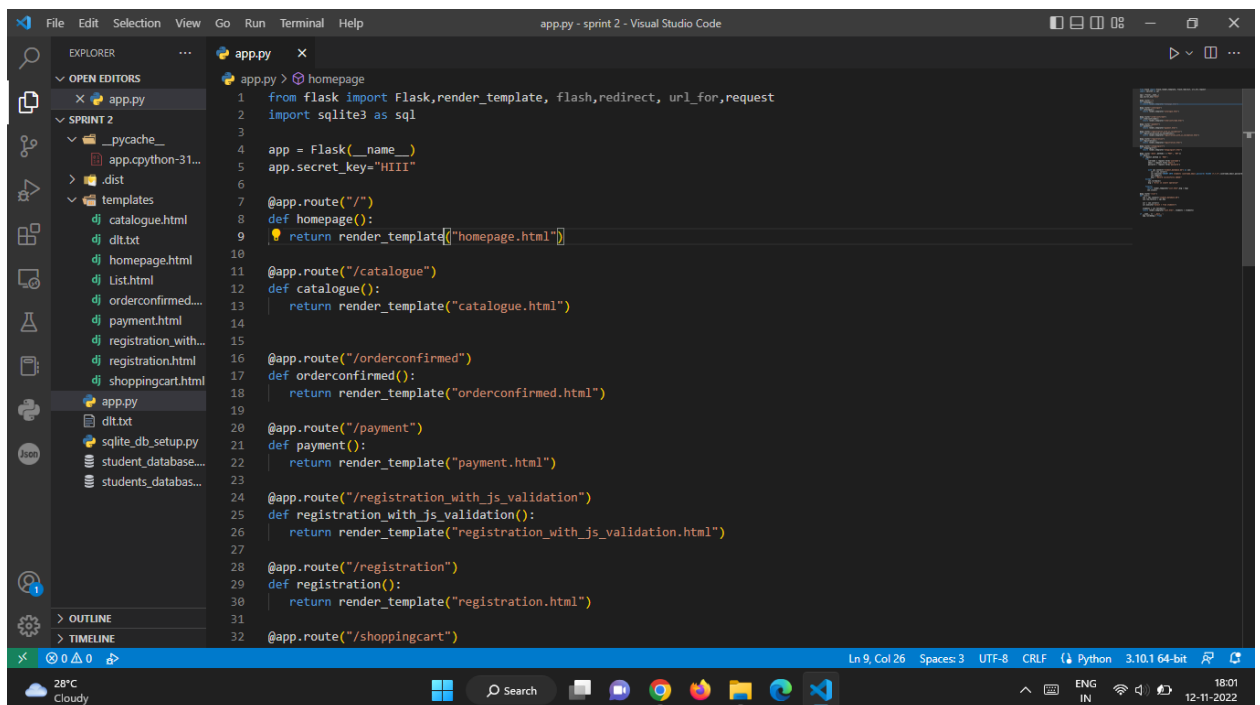 File Edit Selection View Go Run Terminal Help app.py - sprint 2 - Visual Studio Code
EXPLORER ...
OPEN EDITORS
app.py
SPRINT 2
__pycache__
app.cpython-31...
.dist
templates
catalogue.html
dlt.txt
homepage.html
List.html
orderconfirmed....
payment.html
registration_with...
registration.html
shoppingcart.html
app.py
dlt.txt
sqlite_db_setup.py
student_database....
students_databas...
OUTLINE
TIMELINE
Json
1
app.py
app.py > homepage
1 from flask import Flask,render_template, flash,redirect, url_for,request
2 import sqlite3 as sql
3
4 app = Flask(__name__)
5 app.secret_key="HIII"
6
7 @app.route("/")
8 def homepage():
9 return render_template("homepage.html")
10
11 @app.route("/catalogue")
12 def catalogue():
13 return render_template("catalogue.html")
14
15
16 @app.route("/orderconfirmed")
17 def orderconfirmed():
18 return render_template("orderconfirmed.html")
19
20 @app.route("/payment")
21 def payment():
22 return render_template("payment.html")
23
24 @app.route("/registration_with_js_validation")
25 def registration_with_js_validation():
26 return render_template("registration_with_js_validation.html")
27
28 @app.route("/registration")
29 def registration():
30 return render_template("registration.html")
31
32 @app.route("/shoppingcart")
0 0 Ln 9, Col 26 Spaces: 3 UTF-8 CRLF Python 3.10.1 64-bit
28°C
Cloudy
Search
ENG
IN
18:01
12-11-2022